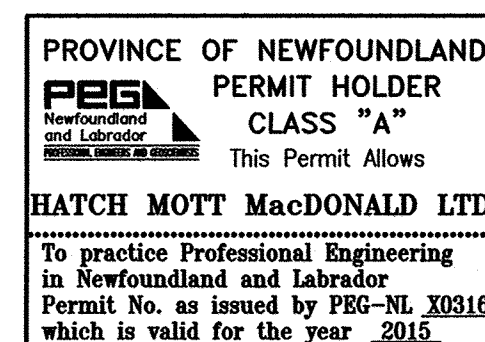 PROVINCE OF NEWFOUNDLAND
PERMIT HOLDER
CLASS "A"
This Permit Allows
PEG
Newfoundland
and Labrador
PROFESSIONAL ENGINEERS AND GEOSCIENTISTS
HATCH MOTT MacDONALD LTD
To practice Professional Engineering
in Newfoundland and Labrador
Permit No. as issued by PEG-NL X0316
which is valid for the year 2015